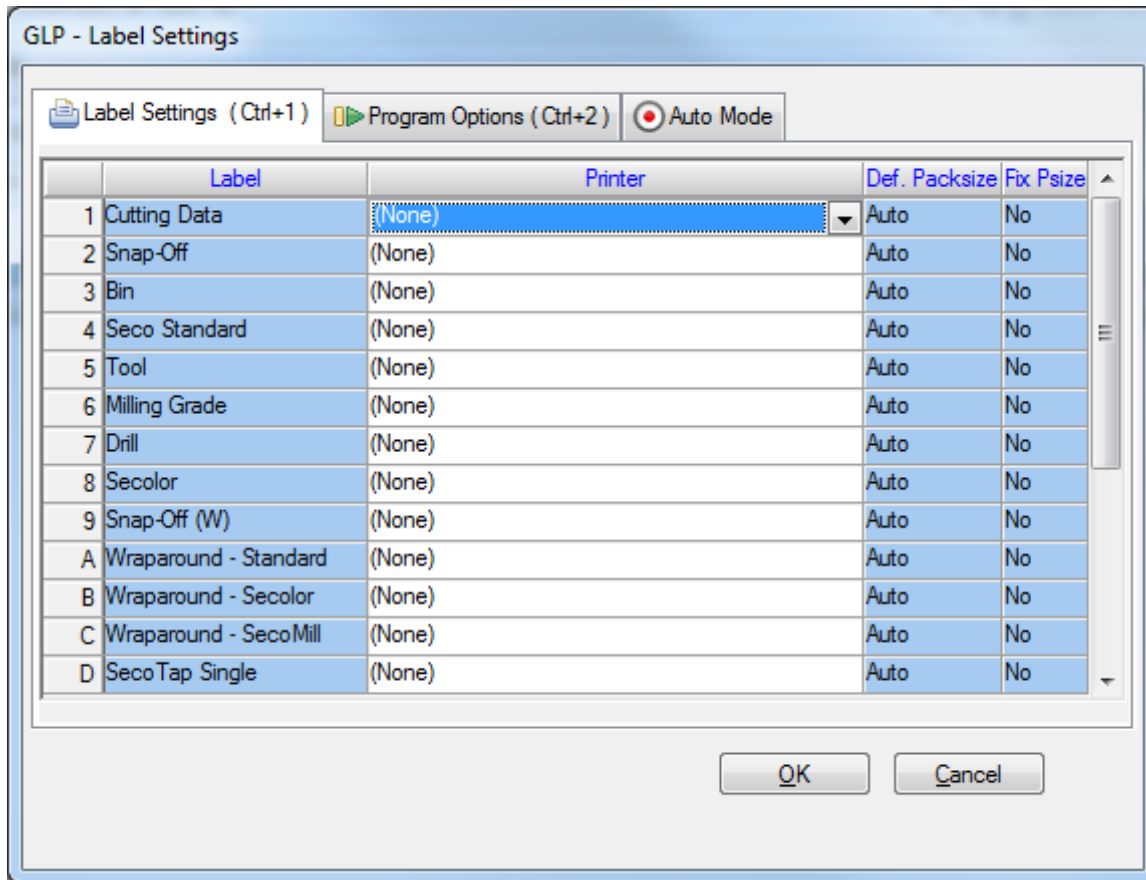 GLP - Label Settings
Label Settings ( Ctrl+1 ) Program Options ( Ctrl+2 ) Auto Mode
Label Printer Def. Packsize Fix Psize
1 Cutting Data (None) Auto No
2 Snap-Off (None) Auto No
3 Bin (None) Auto No
4 Seco Standard (None) Auto No
5 Tool (None) Auto No
6 Milling Grade (None) Auto No
7 Drill (None) Auto No
8 Secolor (None) Auto No
9 Snap-Off (W) (None) Auto No
A Wraparound - Standard (None) Auto No
B Wraparound - Secolor (None) Auto No
C Wraparound - SecoMill (None) Auto No
D SecoTap Single (None) Auto No
OK Cancel